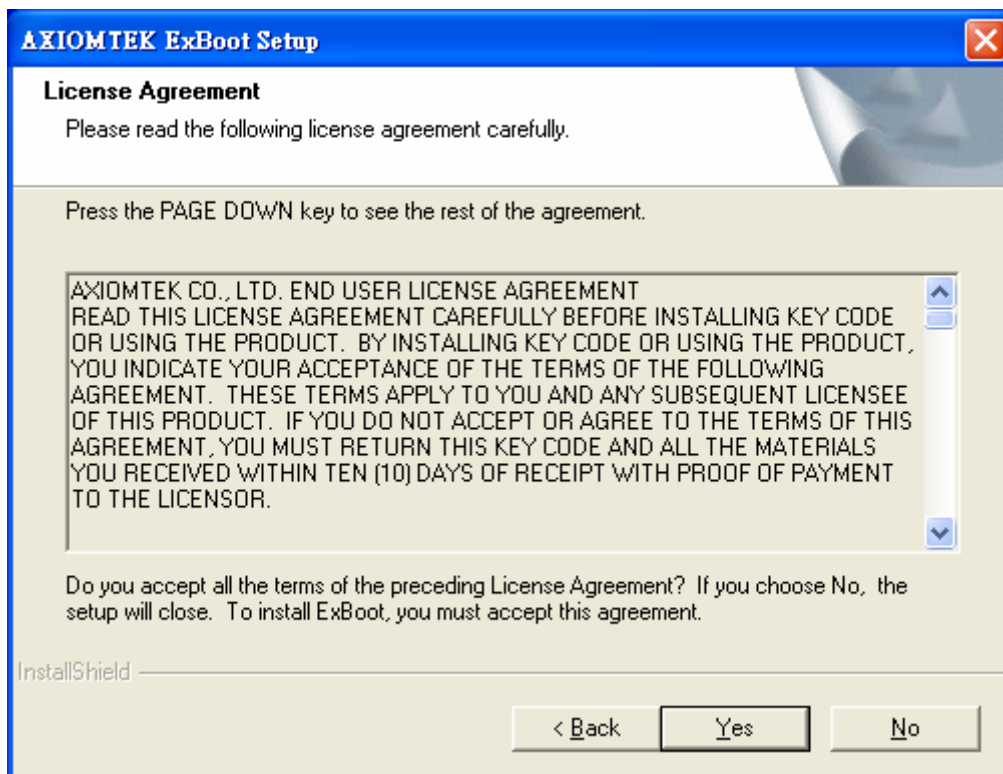 AXIOMTEK ExBoot Setup
License Agreement
Please read the following license agreement carefully.
Press the PAGE DOWN key to see the rest of the agreement.
AXIOMTEK CO., LTD. END USER LICENSE AGREEMENT
READ THIS LICENSE AGREEMENT CAREFULLY BEFORE INSTALLING KEY CODE
OR USING THE PRODUCT.  BY INSTALLING KEY CODE OR USING THE PRODUCT,
YOU INDICATE YOUR ACCEPTANCE OF THE TERMS OF THE FOLLOWING
AGREEMENT.  THESE TERMS APPLY TO YOU AND ANY SUBSEQUENT LICENSEE
OF THIS PRODUCT.  IF YOU DO NOT ACCEPT OR AGREE TO THE TERMS OF THIS
AGREEMENT, YOU MUST RETURN THIS KEY CODE AND ALL THE MATERIALS
YOU RECEIVED WITHIN TEN (10) DAYS OF RECEIPT WITH PROOF OF PAYMENT
TO THE LICENSOR.
Do you accept all the terms of the preceding License Agreement?  If you choose No,  the
setup will close.  To install ExBoot, you must accept this agreement.
InstallShield
< Back
Yes
No